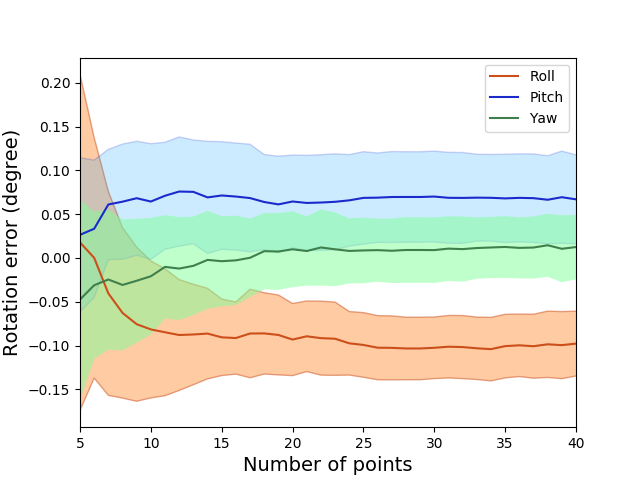 0.20
0.15
0.10
0.05
0.00
−0.05
−0.10
−0.15
Rotation error (degree)
Roll
Pitch
Yaw
5 10 15 20 25 30 35 40
Number of points